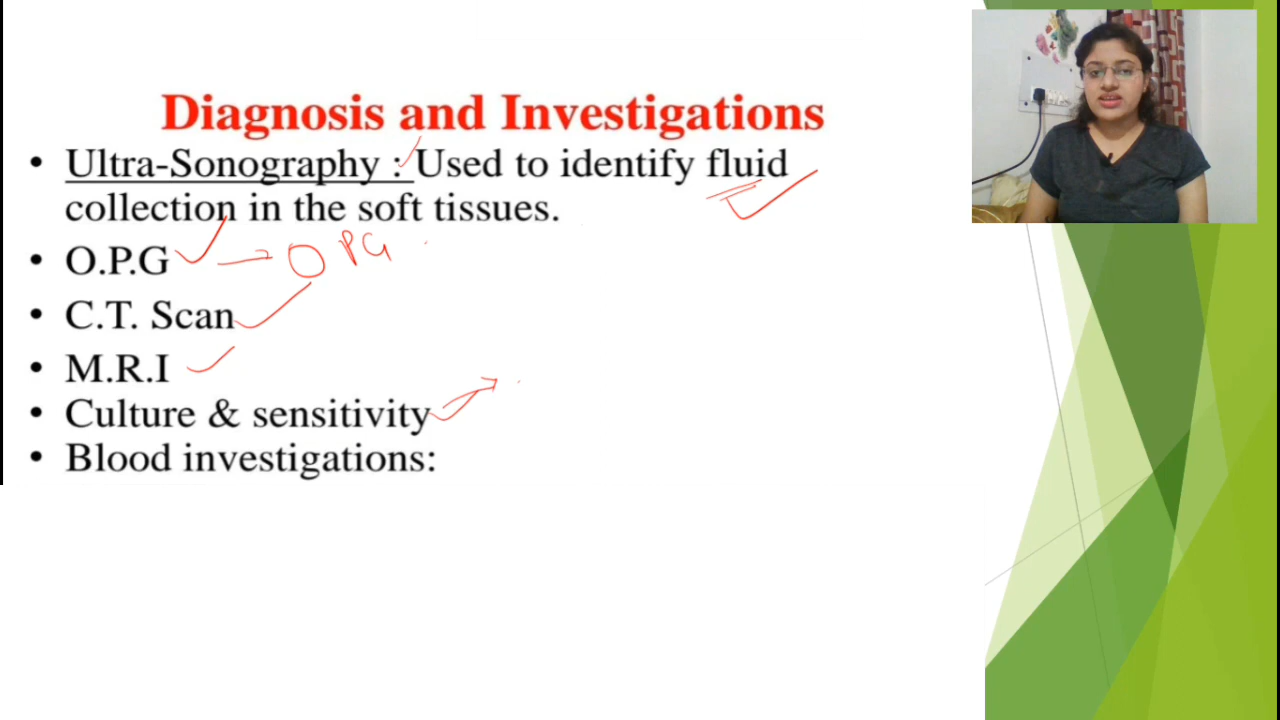 Diagnosis and Investigations
• Ultra-Sonography : Used to identify fluid
collection in the soft tissues.
• O.P.G → OPG
• C.T. Scan
• M.R.I
• Culture & sensitivity
• Blood investigations: